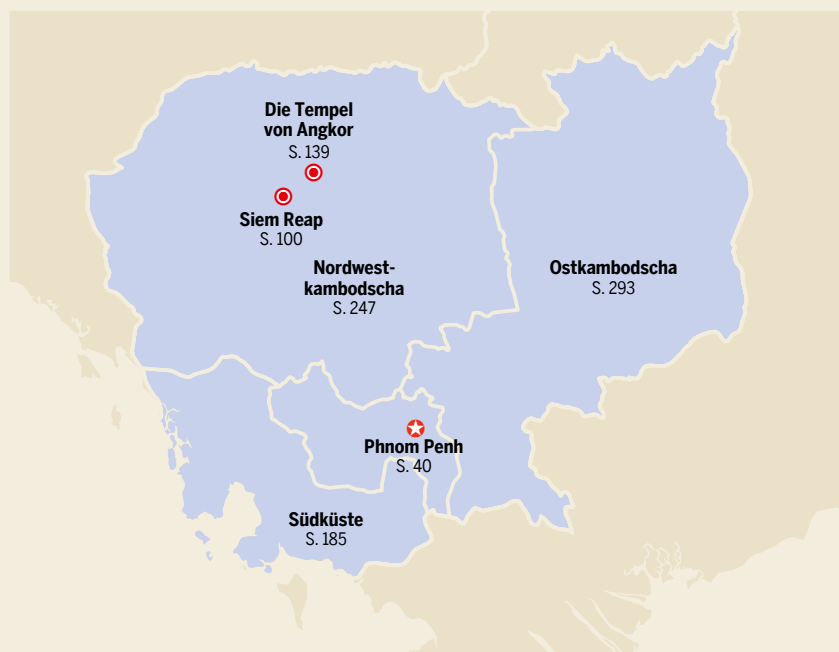 Die Tempel
von Angkor
S. 139
Siem Reap
S. 100
Nordwest-
kambodscha
S. 247
Ostkambodscha
S. 293
Phnom Penh
S. 40
Südküste
S. 185